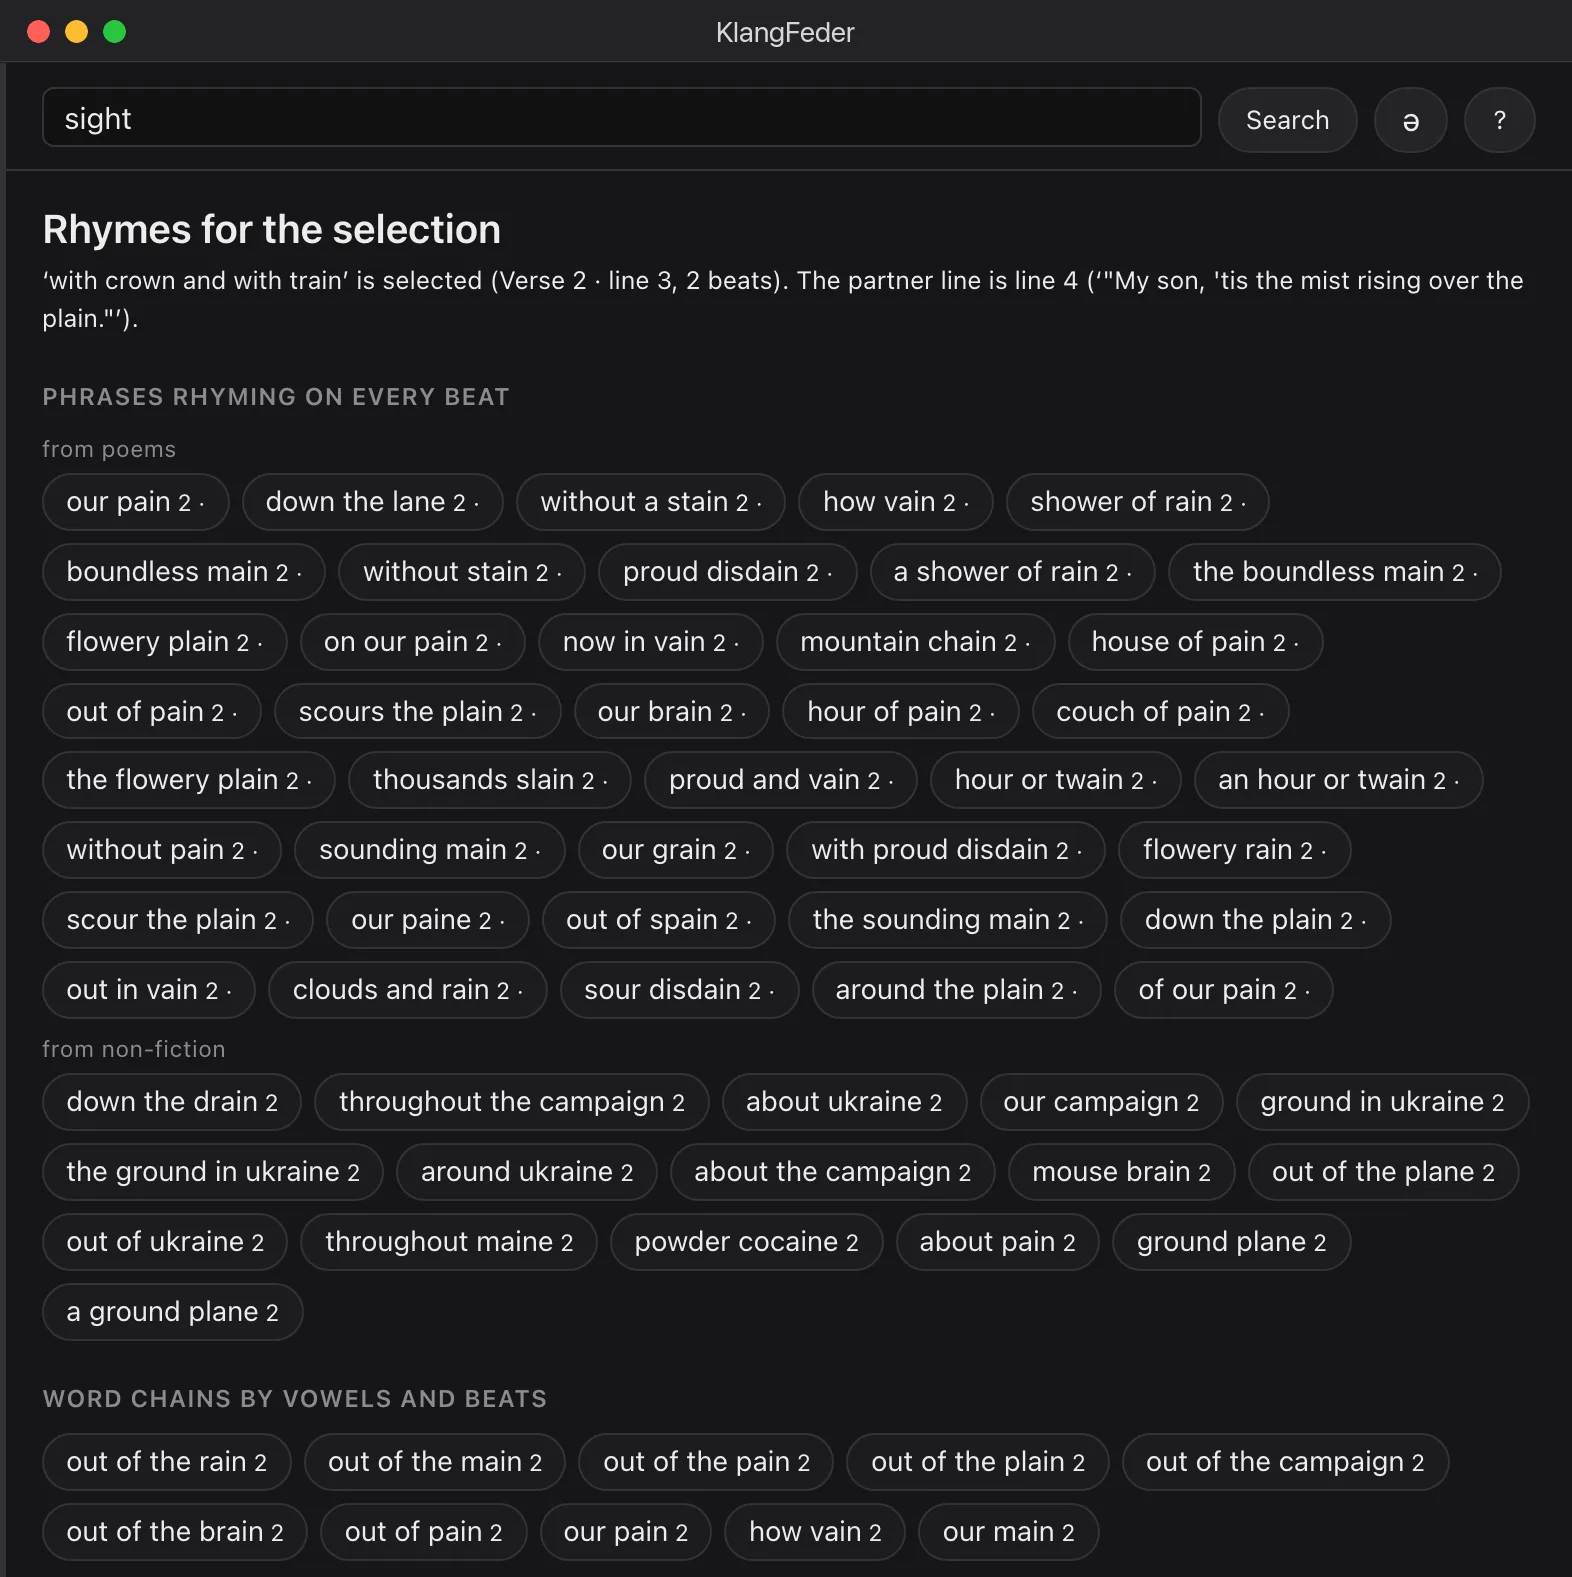 KlangFeder
sight Search ə ?
Rhymes for the selection
‘with crown and with train’ is selected (Verse 2 · line 3, 2 beats). The partner line is line 4 (‘"My son, 'tis the mist rising over the
plain."’).
PHRASES RHYMING ON EVERY BEAT
from poems
our pain 2 · down the lane 2 · without a stain 2 · how vain 2 · shower of rain 2 ·
boundless main 2 · without stain 2 · proud disdain 2 · a shower of rain 2 · the boundless main 2 ·
flowery plain 2 · on our pain 2 · now in vain 2 · mountain chain 2 · house of pain 2 ·
out of pain 2 · scours the plain 2 · our brain 2 · hour of pain 2 · couch of pain 2 ·
the flowery plain 2 · thousands slain 2 · proud and vain 2 · hour or twain 2 · an hour or twain 2 ·
without pain 2 · sounding main 2 · our grain 2 · with proud disdain 2 · flowery rain 2 ·
scour the plain 2 · our paine 2 · out of spain 2 · the sounding main 2 · down the plain 2 ·
out in vain 2 · clouds and rain 2 · sour disdain 2 · around the plain 2 · of our pain 2 ·
from non-fiction
down the drain 2 throughout the campaign 2 about ukraine 2 our campaign 2 ground in ukraine 2
the ground in ukraine 2 around ukraine 2 about the campaign 2 mouse brain 2 out of the plane 2
out of ukraine 2 throughout maine 2 powder cocaine 2 about pain 2 ground plane 2
a ground plane 2
WORD CHAINS BY VOWELS AND BEATS
out of the rain 2 out of the main 2 out of the pain 2 out of the plain 2 out of the campaign 2
out of the brain 2 out of pain 2 our pain 2 how vain 2 our main 2